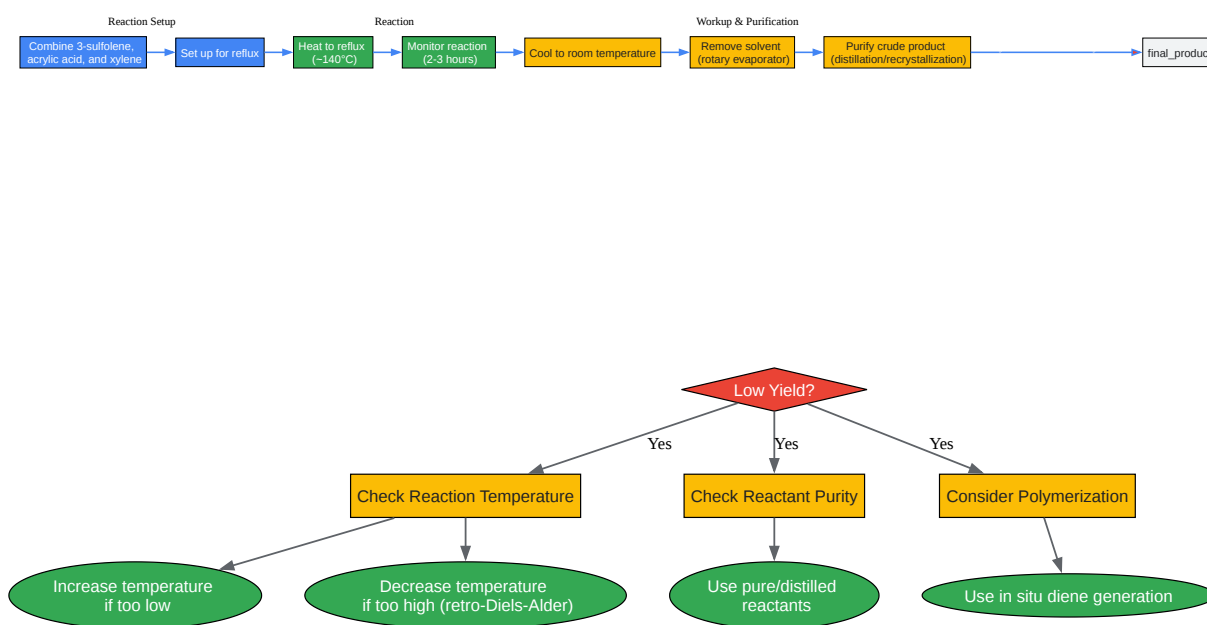 Reaction Setup
Reaction
Workup & Purification
Combine 3-sulfolene,
acrylic acid, and xylene
Set up for reflux
Heat to reflux
(~140°C)
Monitor reaction
(2-3 hours)
Cool to room temperature
Remove solvent
(rotary evaporator)
Purify crude product
(distillation/recrystallization)
final_product
Low Yield?
Yes
Yes
Yes
Check Reaction Temperature
Check Reactant Purity
Consider Polymerization
Increase temperature
if too low
Decrease temperature
if too high (retro-Diels-Alder)
Use pure/distilled
reactants
Use in situ diene generation